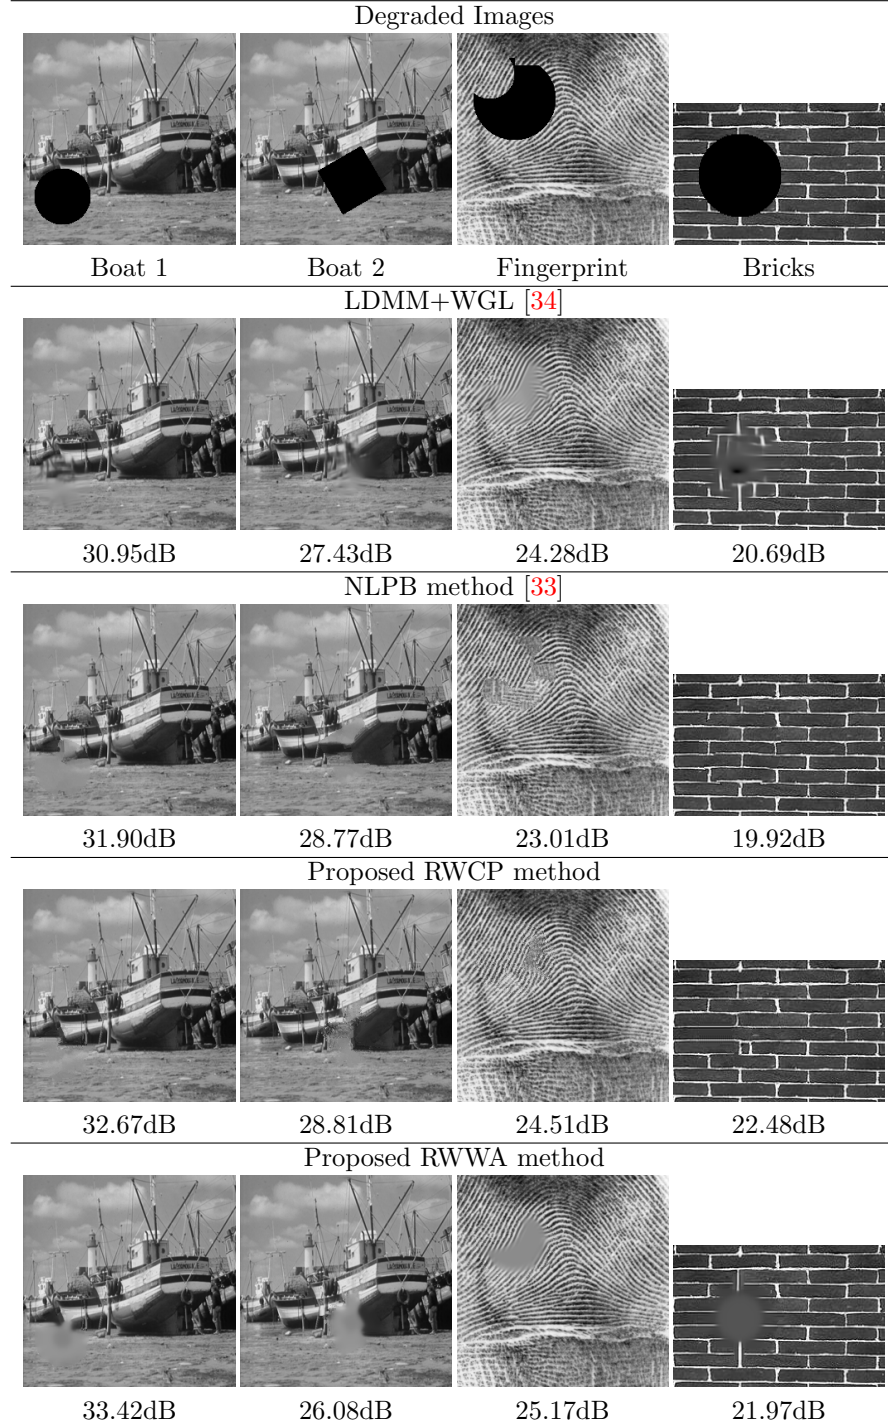 Degraded Images
Boat 1 Boat 2 Fingerprint Bricks
LDMM+WGL [34]
30.95dB 27.43dB 24.28dB 20.69dB
NLPB method [33]
31.90dB 28.77dB 23.01dB 19.92dB
Proposed RWCP method
32.67dB 28.81dB 24.51dB 22.48dB
Proposed RWWA method
33.42dB 26.08dB 25.17dB 21.97dB